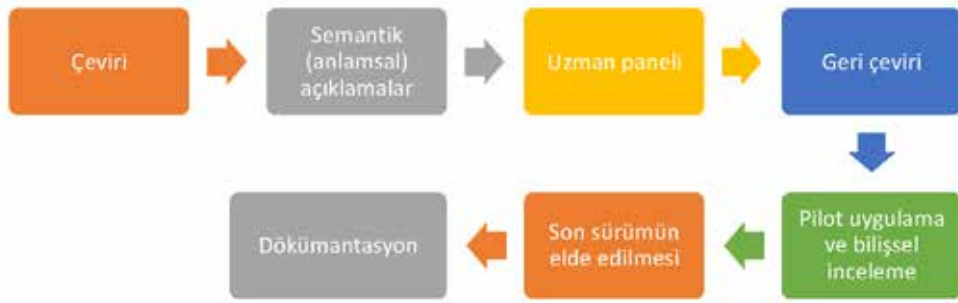 Çeviri
Semantik
(anlamsal)
açıklamalar
Uzman paneli
Geri çeviri
Pilot uygulama
ve bilişsel
inceleme
Son sürümün
elde edilmesi
Dökümantasyon